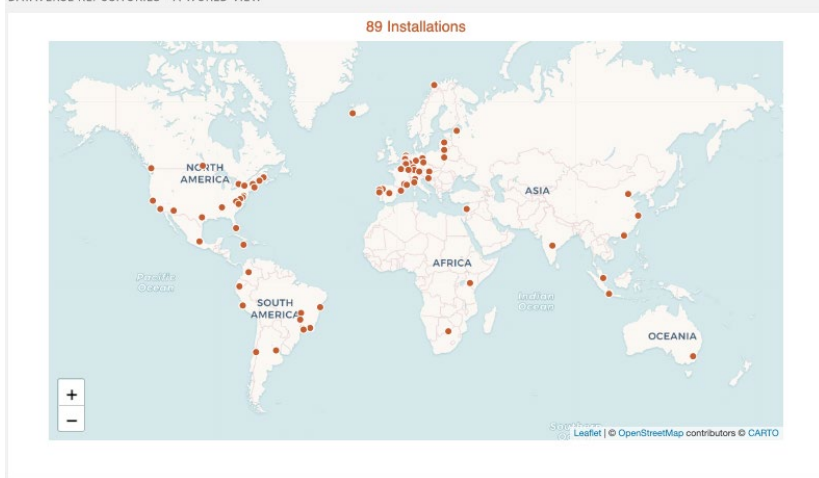 89 Installations
NORTH
AMERICA
ASIA
Pacific
Ocean
AFRICA
Indian
Ocean
SOUTH
AMERICA
OCEANIA
+
−
Leaflet | © OpenStreetMap contributors © CARTO